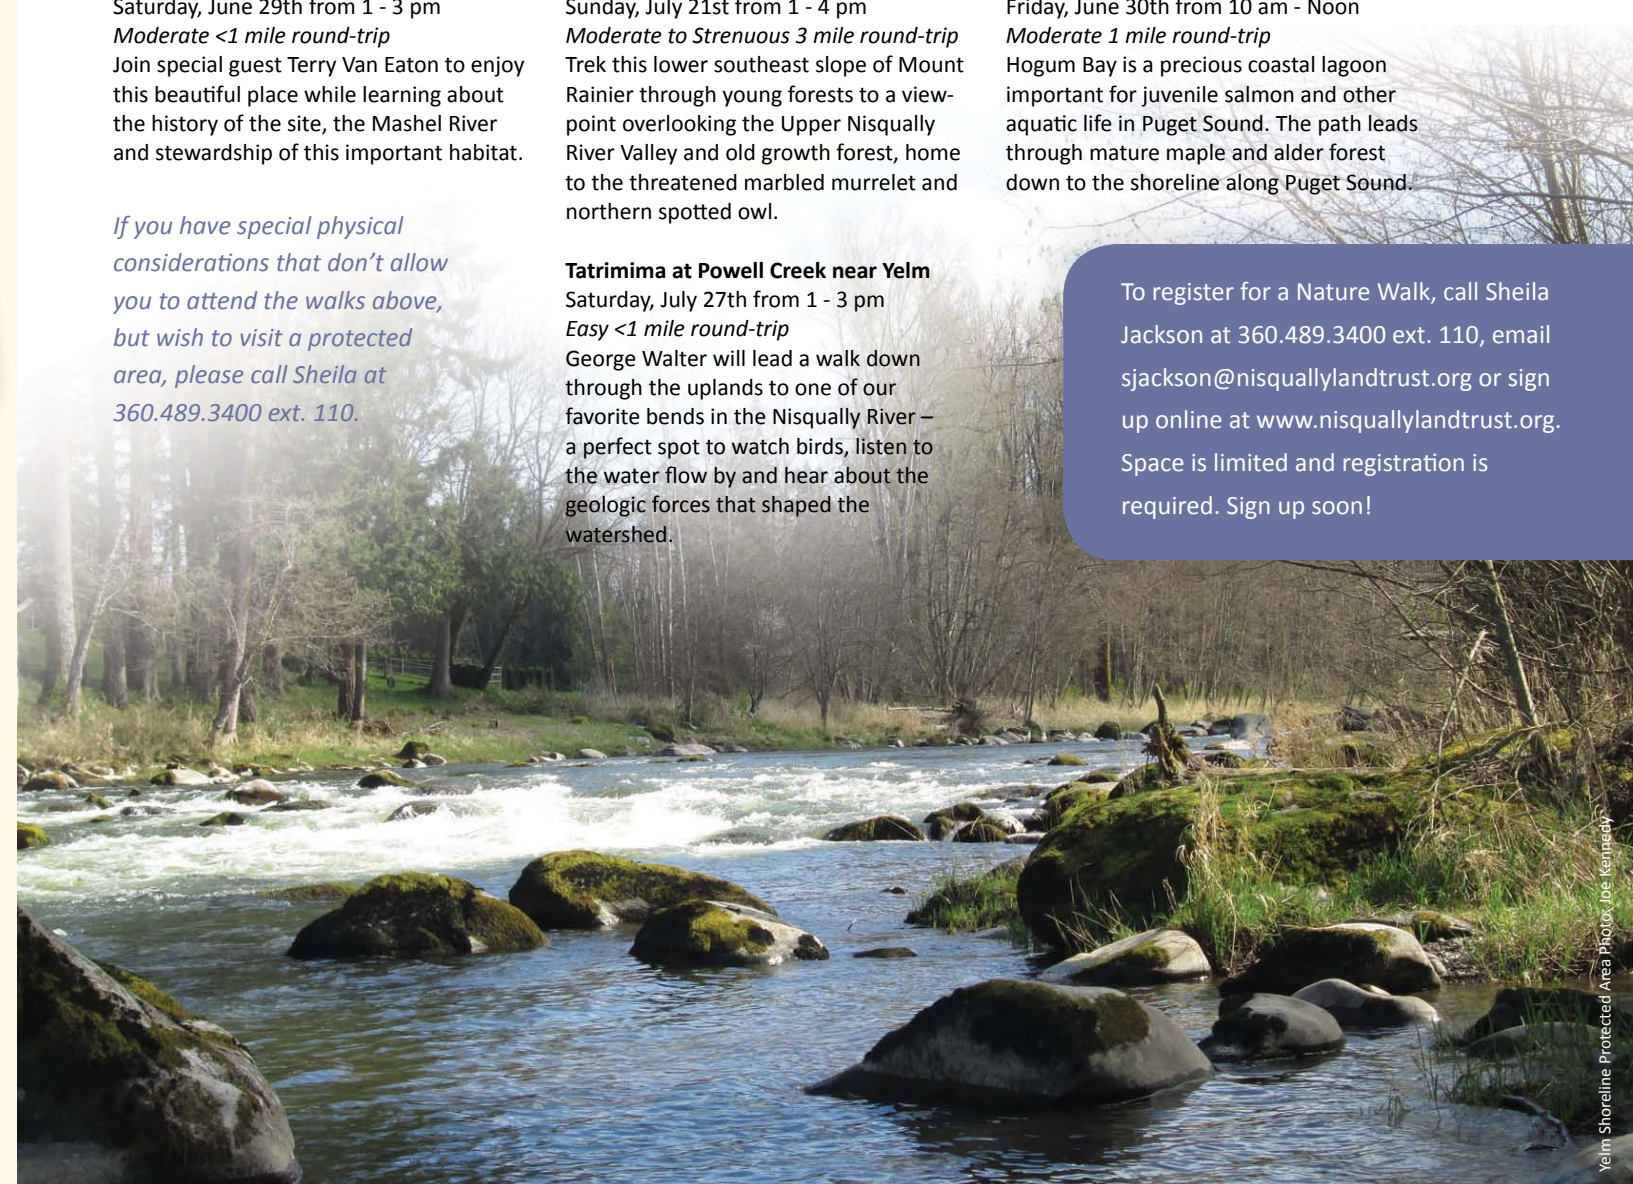 Saturday, June 29th from 1 - 3 pm
Moderate <1 mile round-trip
Join special guest Terry Van Eaton to enjoy
this beautiful place while learning about
the history of the site, the Mashel River
and stewardship of this important habitat.
If you have special physical
considerations that don't allow
you to attend the walks above,
but wish to visit a protected
area, please call Sheila at
360.489.3400 ext. 110.
Sunday, July 21st from 1 - 4 pm
Moderate to Strenuous 3 mile round-trip
Trek this lower southeast slope of Mount
Rainier through young forests to a view-
point overlooking the Upper Nisqually
River Valley and old growth forest, home
to the threatened marbled murrelet and
northern spotted owl.
Tatrimima at Powell Creek near Yelm
Saturday, July 27th from 1 - 3 pm
Easy <1 mile round-trip
George Walter will lead a walk down
through the uplands to one of our
favorite bends in the Nisqually River –
a perfect spot to watch birds, listen to
the water flow by and hear about the
geologic forces that shaped the
watershed.
Friday, June 30th from 10 am - Noon
Moderate 1 mile round-trip
Hogum Bay is a precious coastal lagoon
important for juvenile salmon and other
aquatic life in Puget Sound. The path leads
through mature maple and alder forest
down to the shoreline along Puget Sound.
To register for a Nature Walk, call Sheila
Jackson at 360.489.3400 ext. 110, email
sjackson@nisquallylandtrust.org or sign
up online at www.nisquallylandtrust.org.
Space is limited and registration is
required. Sign up soon!
Yelm Shoreline Protected Area Photo: Joe Kennedy